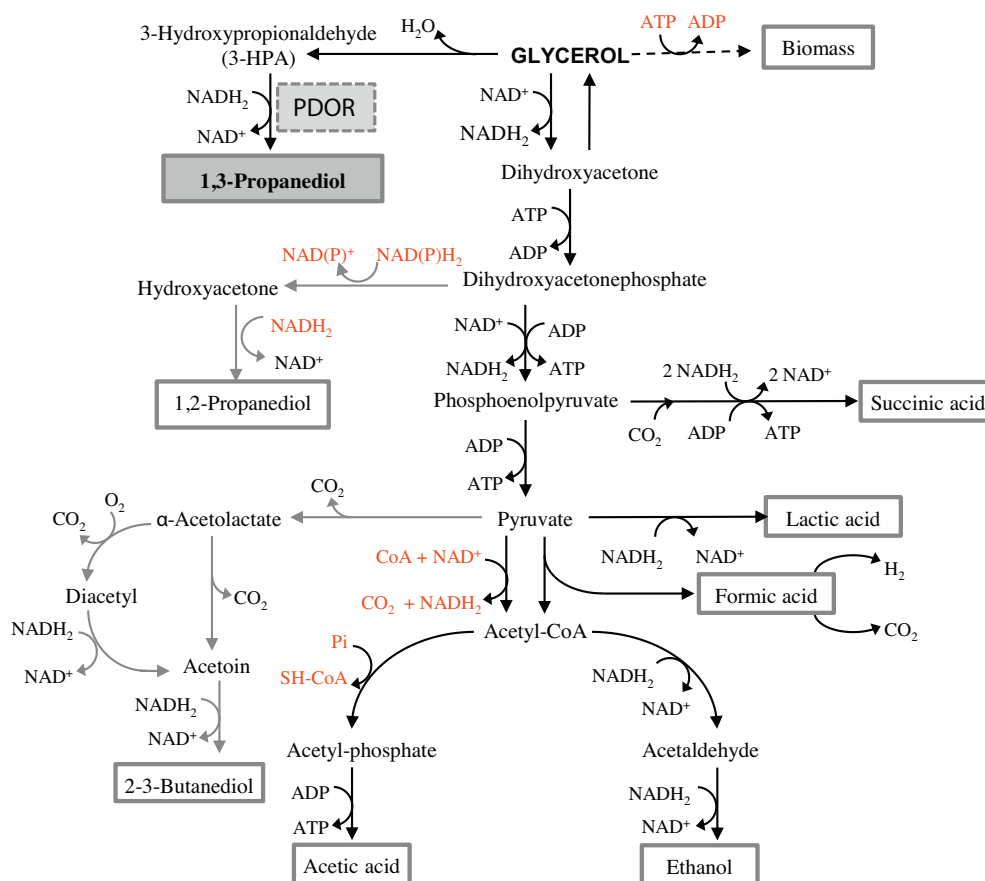 3-Hydroxypropionaldehyde
(3-HPA)
H₂O
GLYCEROL
ATP
ADP
Biomass
NADH₂
PDOR
NAD⁺
NAD⁺
NADH₂
1,3-Propanediol
Dihydroxyacetone
ATP
ADP
NAD(P)⁺
NAD(P)H₂
Dihydroxyacetonephosphate
Hydroxyacetone
NADH₂
NAD⁺
NAD⁺
ADP
NADH₂
ATP
1,2-Propanediol
Phosphoenolpyruvate
2 NADH₂
2 NAD⁺
CO₂
ADP
ATP
Succinic acid
ADP
ATP
CO₂
O₂
CO₂
α-Acetolactate
Pyruvate
Lactic acid
NADH₂
NAD⁺
CoA + NAD⁺
CO₂ + NADH₂
H₂
Formic acid
CO₂
Diacetyl
CO₂
NADH₂
NAD⁺
Acetoin
Acetyl-CoA
Pi
SH-CoA
NADH₂
NAD⁺
NADH₂
NAD⁺
Acetyl-phosphate
Acetaldehyde
2-3-Butanediol
ADP
ATP
NADH₂
NAD⁺
Acetic acid
Ethanol